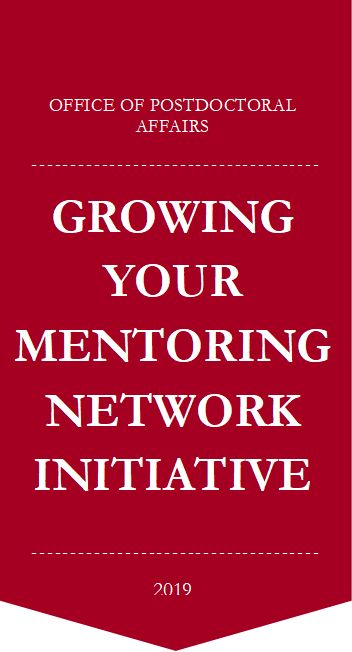 OFFICE OF POSTDOCTORAL
AFFAIRS
GROWING
YOUR
MENTORING
NETWORK
INITIATIVE
2019